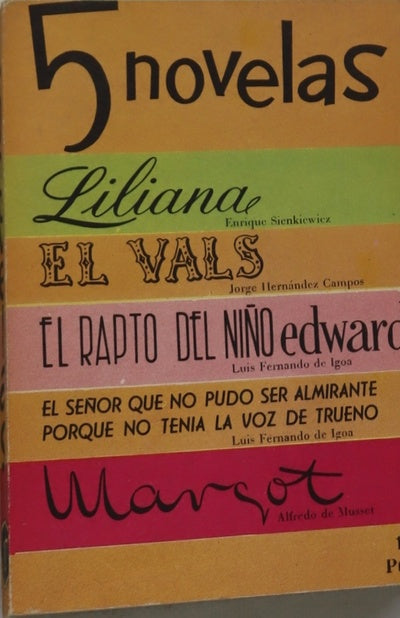 5 novelas
Liliana
Enrique Sienkiewicz
EL VALS
Jorge Hernández Campos
EL RAPTO DEL NIÑO edward
Luis Fernando de Igoa
EL SEÑOR QUE NO PUDO SER ALMIRANTE
PORQUE NO TENIA LA VOZ DE TRUENO
Luis Fernando de Igoa
Margot
Alfredo de Musset